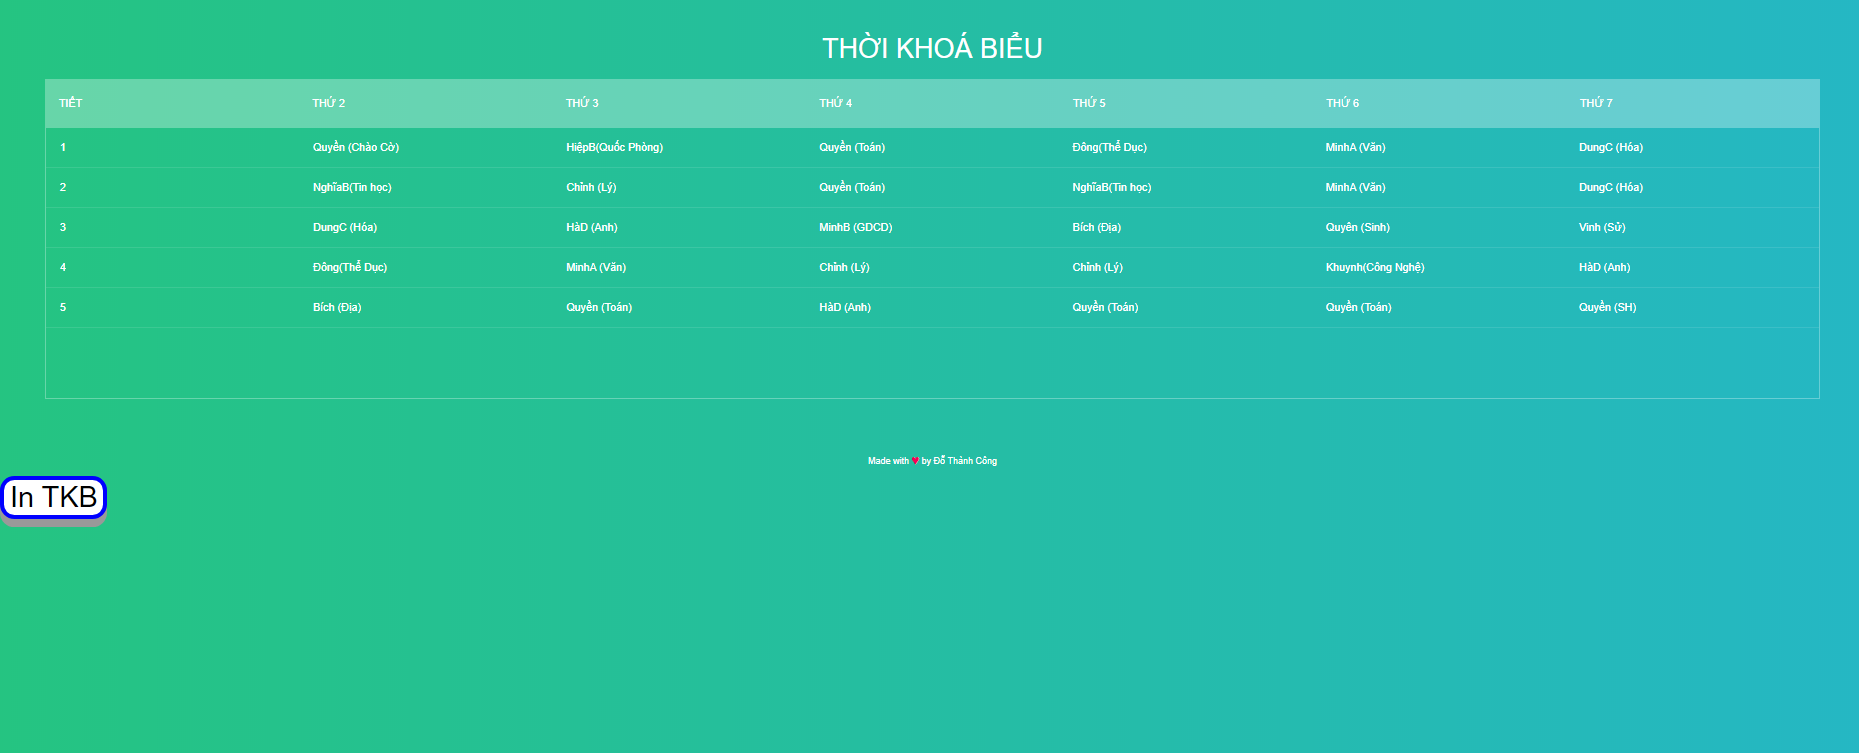 THỜI KHOÁ BIỂU
TIẾT THỨ 2 THỨ 3 THỨ 4 THỨ 5 THỨ 6 THỨ 7
1 Quyền (Chào Cờ) HiệpB(Quốc Phòng) Quyền (Toán) Đông(Thể Dục) MinhA (Văn) DungC (Hóa)
2 NghĩaB(Tin học) Chỉnh (Lý) Quyền (Toán) NghĩaB(Tin học) MinhA (Văn) DungC (Hóa)
3 DungC (Hóa) HàD (Anh) MinhB (GDCD) Bích (Địa) Quyên (Sinh) Vinh (Sử)
4 Đông(Thể Dục) MinhA (Văn) Chỉnh (Lý) Chỉnh (Lý) Khuynh(Công Nghệ) HàD (Anh)
5 Bích (Địa) Quyền (Toán) HàD (Anh) Quyền (Toán) Quyền (Toán) Quyền (SH)
Made with ♥ by Đỗ Thành Công
In TKB